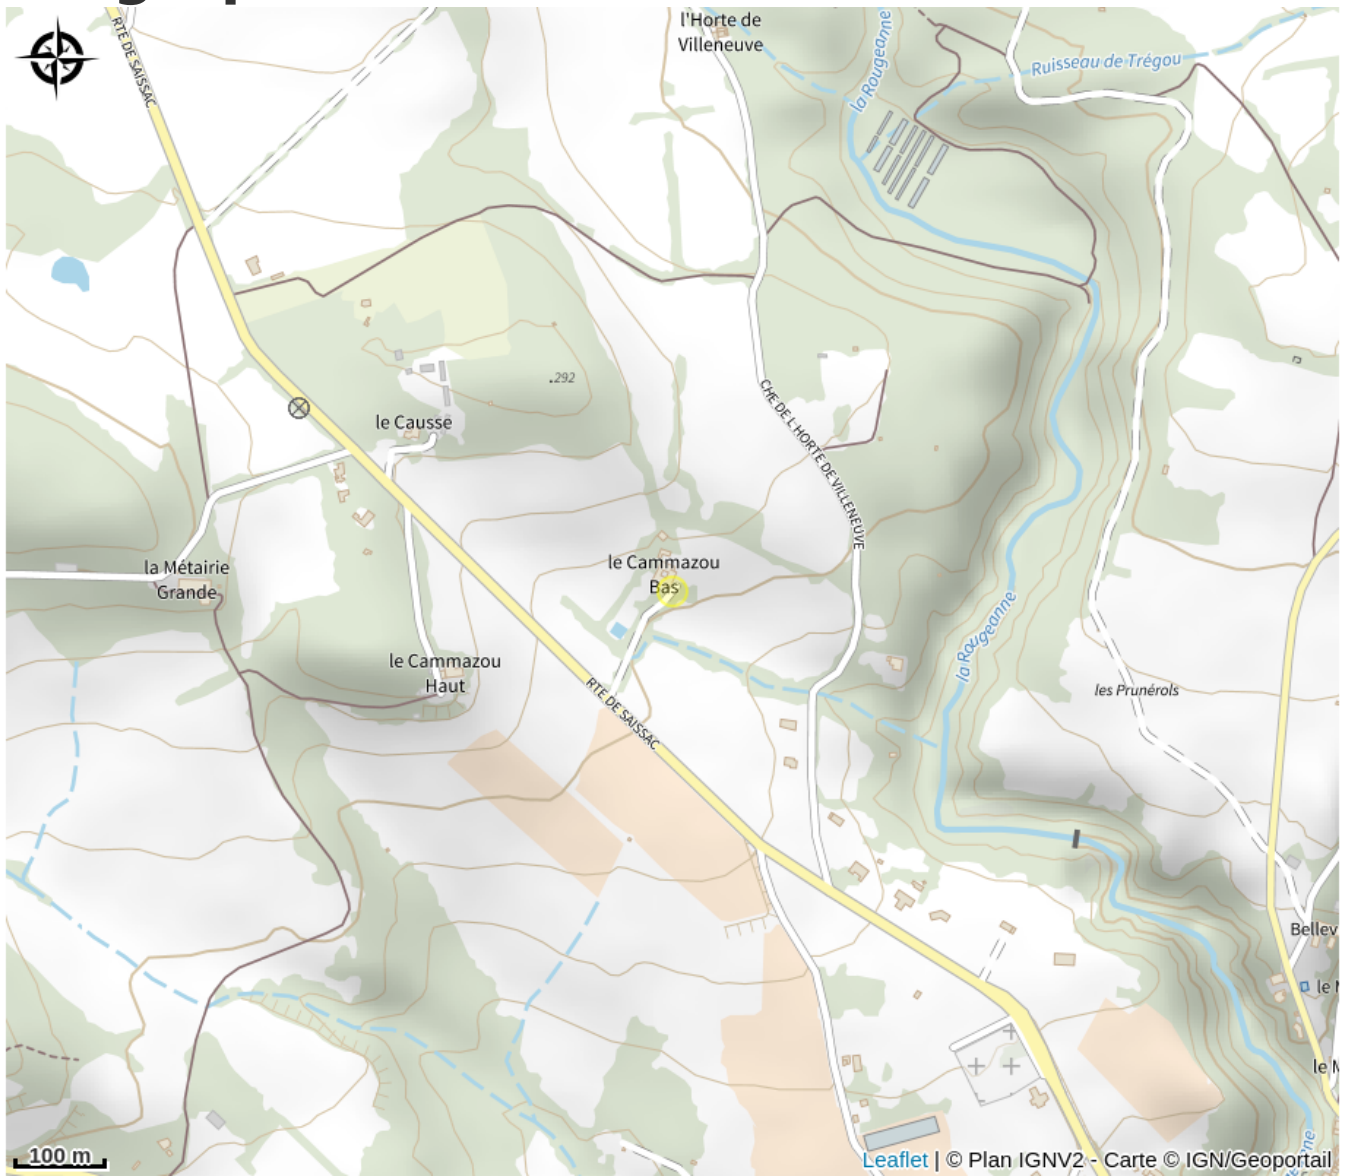 l'Horte de
Villeneuve
RTE DE SAISSAC
la Rougeanne
Ruisseau de Trégou
.292
CHE DE L HORTE DE VILLENEUVE
le Causse
la Métairie
Grande
le Cammazou
Bas
le Cammazou
Haut
la Rougeanne
les Prunérols
RTE DE SAISSAC
Bellev
le
le
100 m
Leaflet | © Plan IGNV2 - Carte © IGN/Geoportail